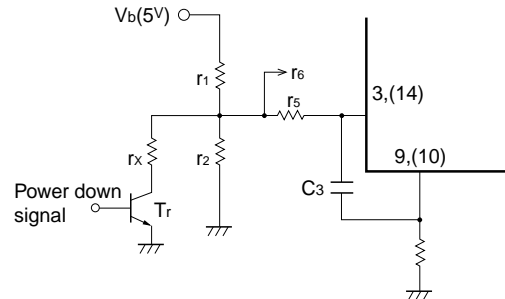 Vb(5V)
r1
r6
r5
3,(14)
rX
r2
9,(10)
C3
Power down
signal
Tr